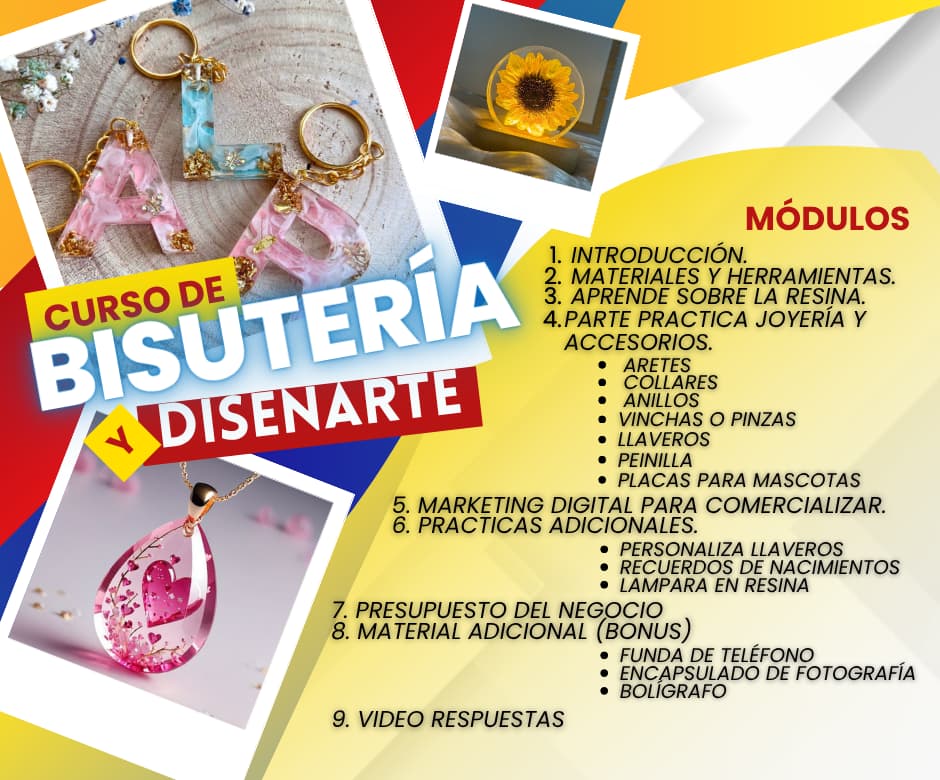 CURSO DE
BISUTERÍA
Y DISENARTE
MÓDULOS
1. INTRODUCCIÓN.
2. MATERIALES Y HERRAMIENTAS.
3. APRENDE SOBRE LA RESINA.
4. PARTE PRACTICA JOYERÍA Y
ACCESORIOS.
• ARETES
• COLLARES
• ANILLOS
• VINCHAS O PINZAS
• LLAVEROS
• PEINILLA
• PLACAS PARA MASCOTAS
5. MARKETING DIGITAL PARA COMERCIALIZAR.
6. PRACTICAS ADICIONALES.
• PERSONALIZA LLAVEROS
• RECUERDOS DE NACIMIENTOS
• LAMPARA EN RESINA
7. PRESUPUESTO DEL NEGOCIO
8. MATERIAL ADICIONAL (BONUS)
• FUNDA DE TELÉFONO
• ENCAPSULADO DE FOTOGRAFÍA
• BOLÍGRAFO
9. VIDEO RESPUESTAS